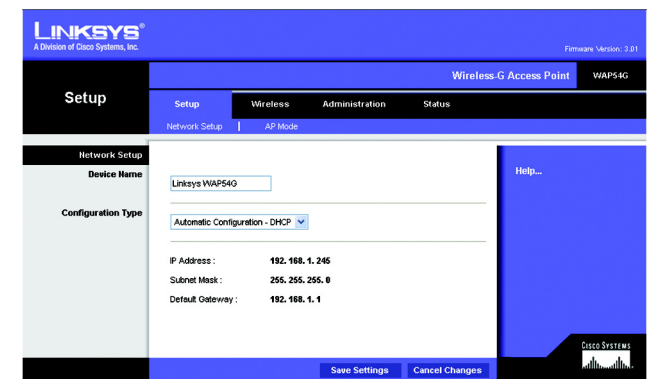 LINKSYS®
A Division of Cisco Systems, Inc.
Firmware Version: 3.01
Wireless-G Access Point WAP54G
Setup
Setup Wireless Administration Status
Network Setup | AP Mode
Network Setup
Device Name
Linksys WAP54G
Help...
Configuration Type
Automatic Configuration - DHCP
IP Address : 192. 168. 1. 245
Subnet Mask : 255. 255. 255. 0
Default Gateway : 192. 168. 1. 1
CISCO SYSTEMS
Save Settings Cancel Changes